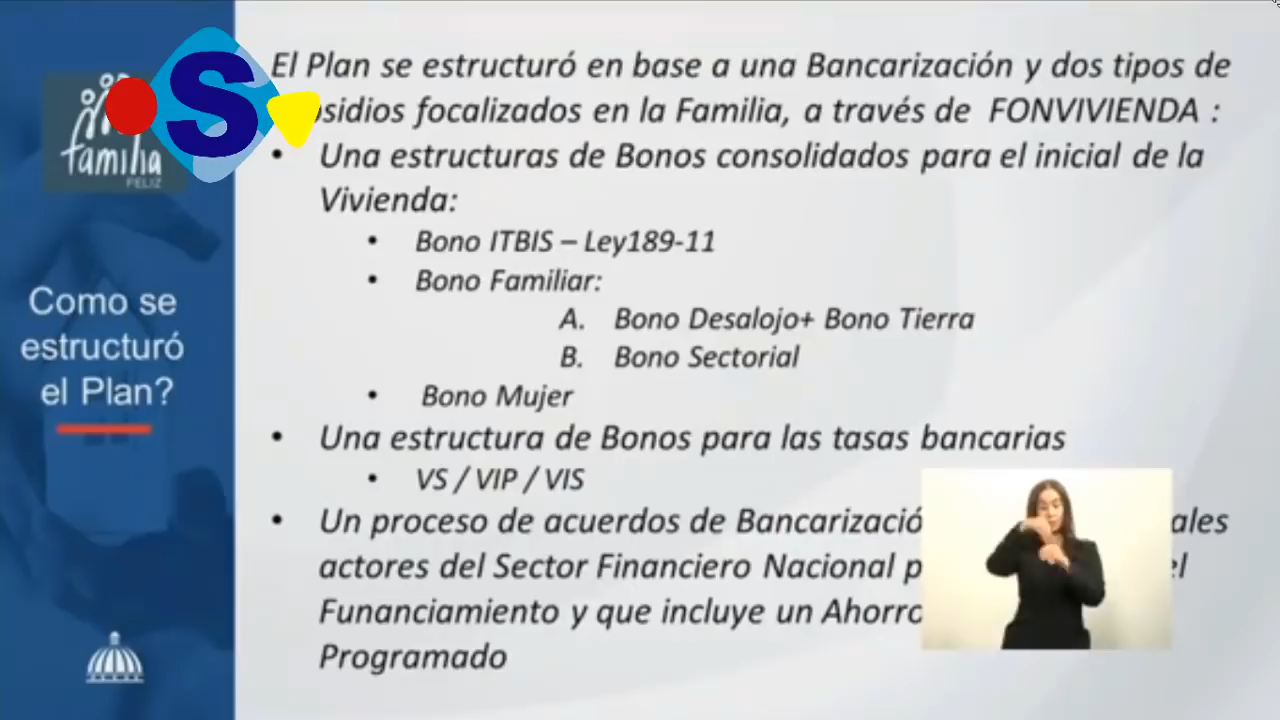 S
familia
FELIZ
Como se
estructuró
el Plan?
El Plan se estructuró en base a una Bancarización y dos tipos de
sidios focalizados en la Familia, a través de FONVIVIENDA :
• Una estructuras de Bonos consolidados para el inicial de la
Vivienda:
• Bono ITBIS – Ley189-11
• Bono Familiar:
A. Bono Desalojo+ Bono Tierra
B. Bono Sectorial
• Bono Mujer
• Una estructura de Bonos para las tasas bancarias
• VS / VIP / VIS
• Un proceso de acuerdos de Bancarizació ales
actores del Sector Financiero Nacional p el
Funanciamiento y que incluye un Ahorro
Programado